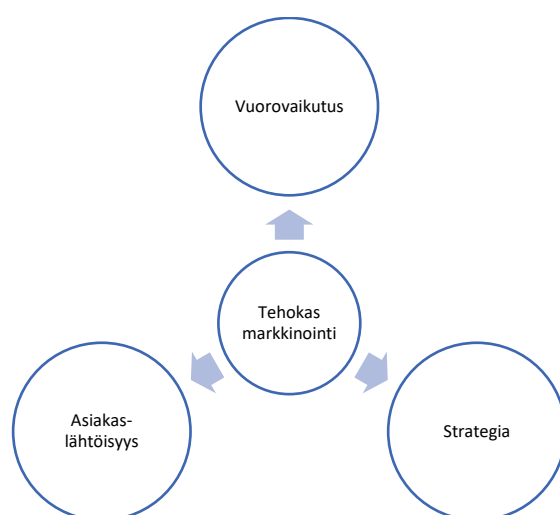 Vuorovaikutus
Tehokas
markkinointi
Asiakas-
lähtöisyys
Strategia